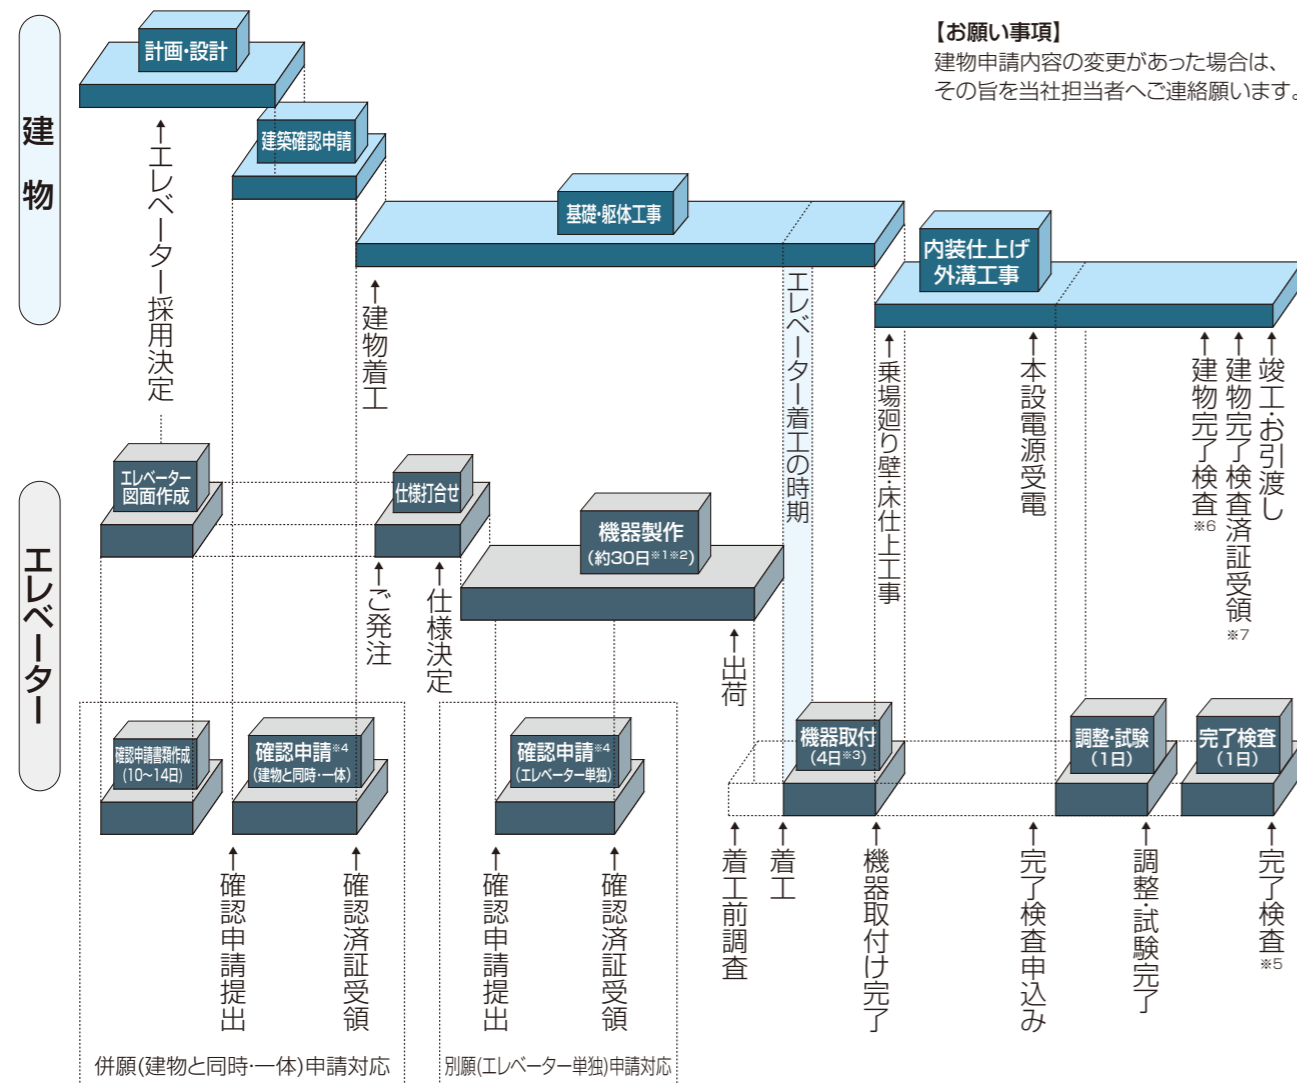 【お願い事項】
建物申請内容の変更があった場合は、
その旨を当社担当者へご連絡願います。
建物
計画・設計
建築確認申請
基礎・躯体工事
内装仕上げ
外溝工事
↑エレベーター採用決定
↑建物着工
エレベーター着工の時期
↑乗場廻り壁・床仕上工事
↑本設電源受電
↑建物完了検査※6
↑建物完了検査済証受領※7
↑竣工・お引渡し
エレベーター
エレベーター
図面作成
仕様打合せ
機器製作
(約30日※1※2)
↑ご発注
↑仕様決定
↑出荷
確認申請書類作成
(10〜14日)
確認申請※4
(建物と同時・一体)
確認申請※4
(エレベーター単独)
機器取付
(4日※3)
調整・試験
(1日)
完了検査
(1日)
↑確認申請提出
↑確認済証受領
↑確認申請提出
↑確認済証受領
↑着工前調査
↑着工
↑機器取付け完了
↑完了検査申込み
↑調整・試験完了
↑完了検査※5
併願(建物と同時・一体)申請対応
別願(エレベーター単独)申請対応